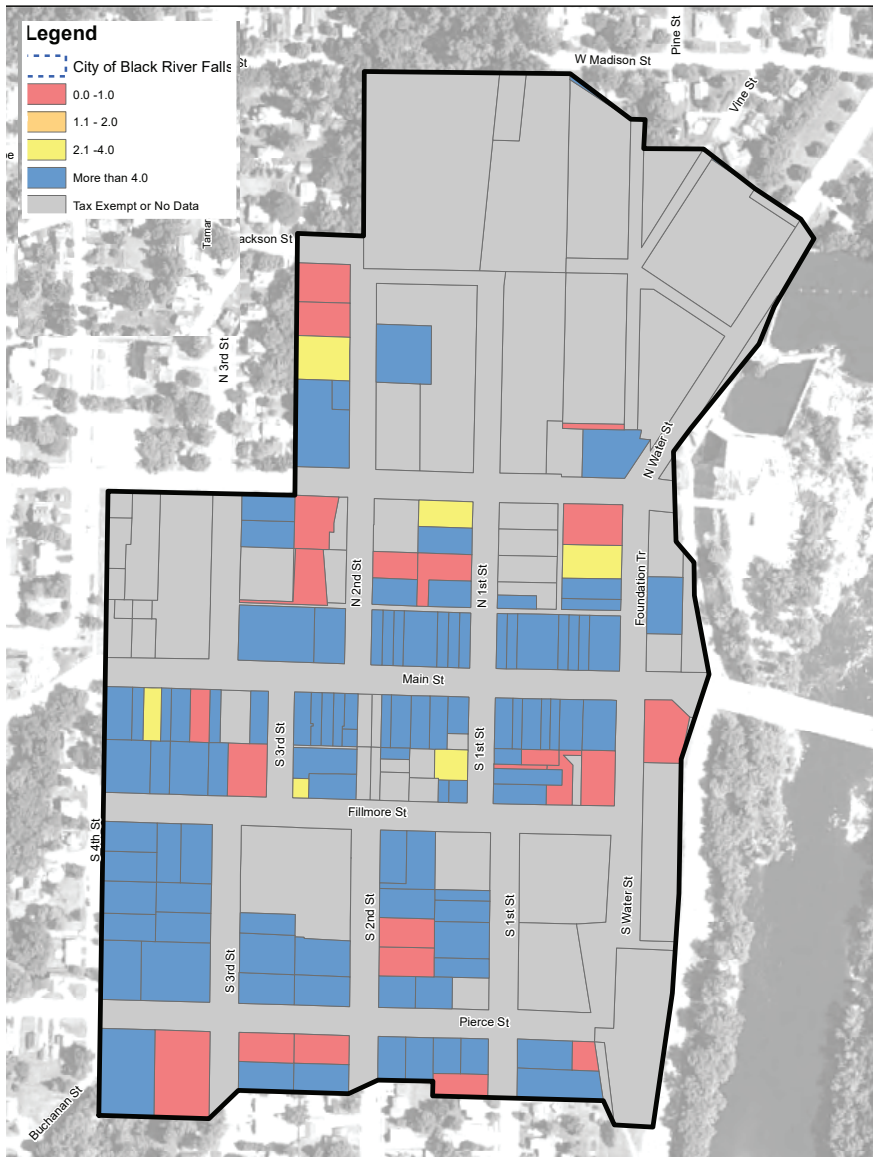 Legend
City of Black River Falls
0.0 -1.0
1.1 - 2.0
2.1 -4.0
More than 4.0
Tax Exempt or No Data
St
W Madison St
Pine St
Vine St
ackson St
Tamar
N 3rd St
N Water St
N 2nd St
N 1st St
Foundation Tr
Main St
S 3rd St
S 1st St
Fillmore St
S 4th St
S 2nd St
S 1st St
S Water St
S 3rd St
Pierce St
Buchanan St